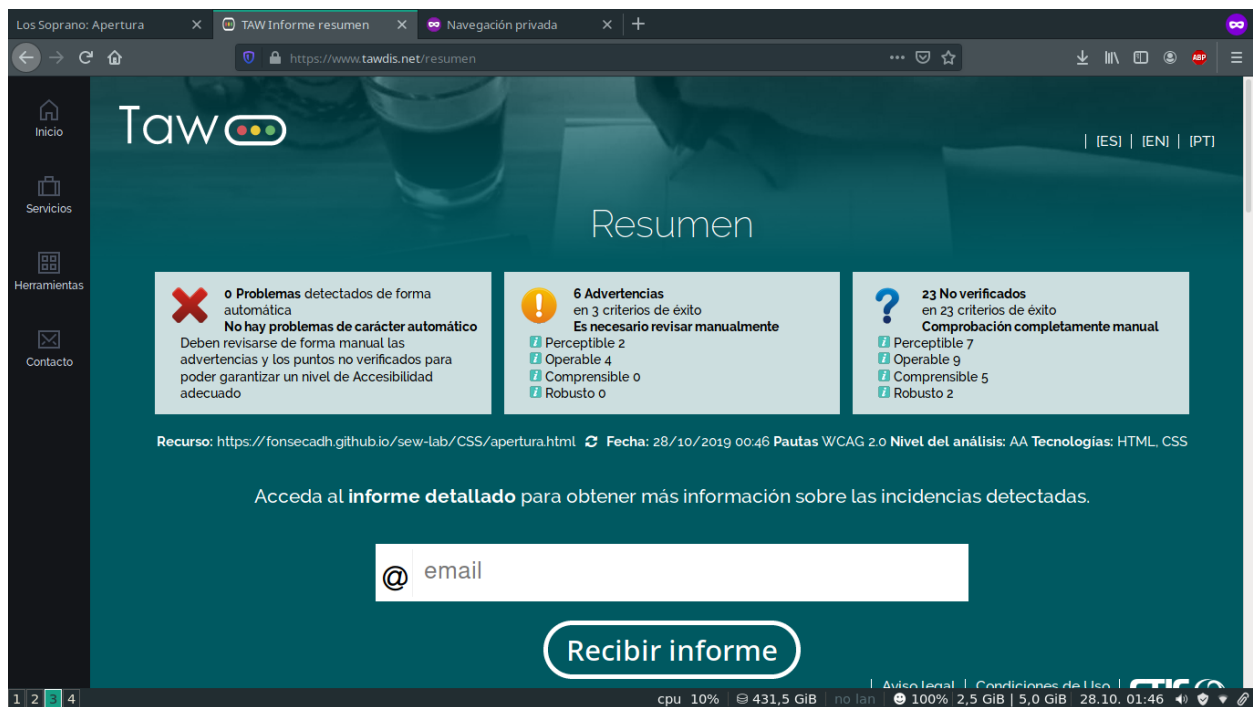 Los Soprano: Apertura
TAW Informe resumen
Navegación privada
https://www.tawdis.net/resumen
ABP
Inicio
Servicios
Herramientas
Contacto
Taw
| [ES] | [EN] | [PT]
Resumen
0 Problemas detectados de forma
automática
No hay problemas de carácter automático
Deben revisarse de forma manual las
advertencias y los puntos no verificados para
poder garantizar un nivel de Accesibilidad
adecuado
6 Advertencias
en 3 criterios de éxito
Es necesario revisar manualmente
Perceptible 2
Operable 4
Comprensible 0
Robusto 0
23 No verificados
en 23 criterios de éxito
Comprobación completamente manual
Perceptible 7
Operable 9
Comprensible 5
Robusto 2
Recurso: https://fonsecadh.github.io/sew-lab/CSS/apertura.html Fecha: 28/10/2019 00:46 Pautas WCAG 2.0 Nivel del análisis: AA Tecnologías: HTML, CSS
Acceda al informe detallado para obtener más información sobre las incidencias detectadas.
@ email
Recibir informe
| Aviso legal | Condiciones de Uso | CTIC
1 2 3 4
cpu 10% 431,5 GiB no lan 100% 2,5 GiB | 5,0 GiB 28.10. 01:46